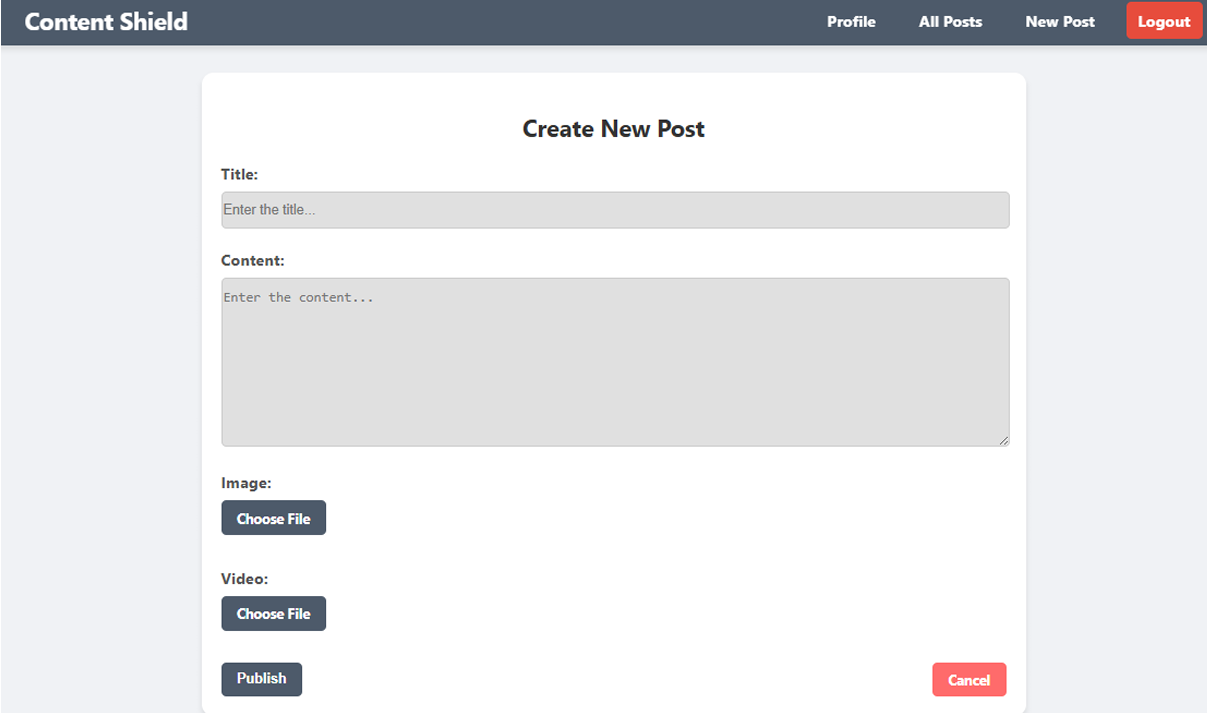 Content Shield Profile All Posts New Post Logout
Create New Post
Title:
Enter the title...
Content:
Enter the content...
Image:
Choose File
Video:
Choose File
Publish Cancel